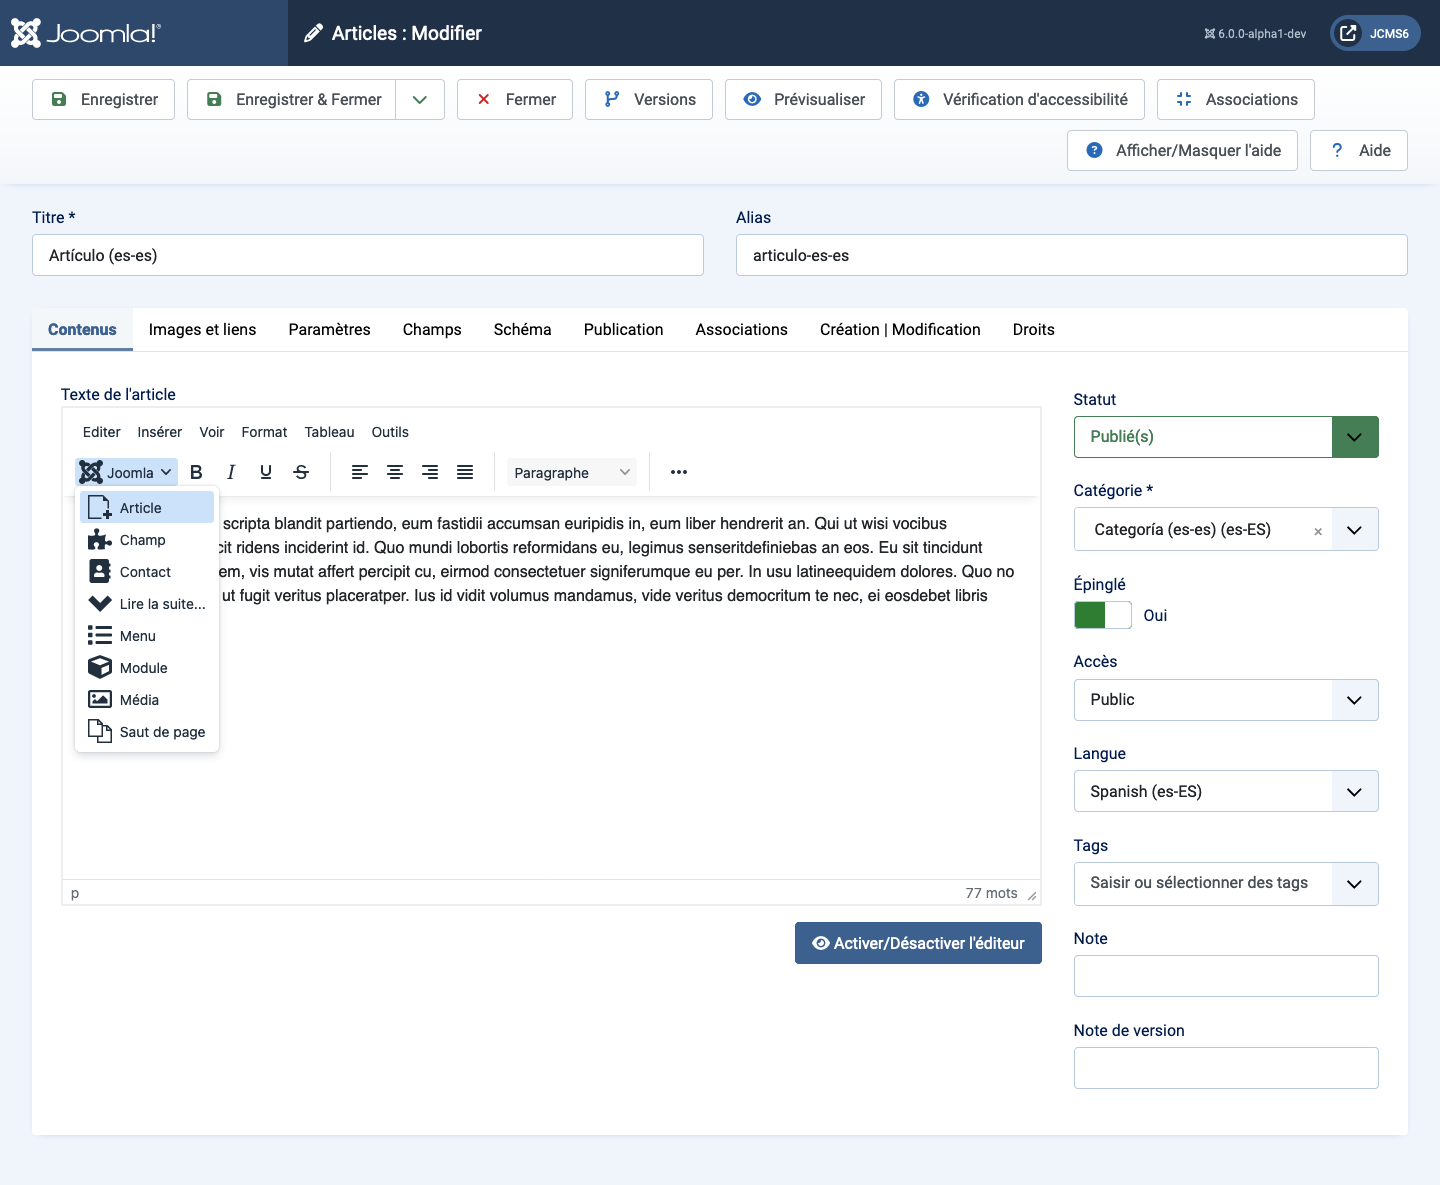 Joomla!®
Articles : Modifier
6.0.0-alpha1-dev
JCMS6
Enregistrer
Enregistrer & Fermer
Fermer
Versions
Prévisualiser
Vérification d'accessibilité
Associations
Afficher/Masquer l'aide
? Aide
Titre *
Artículo (es-es)
Alias
articulo-es-es
Contenus
Images et liens
Paramètres
Champs
Schéma
Publication
Associations
Création | Modification
Droits
Texte de l'article
Editer
Insérer
Voir
Format
Tableau
Outils
Joomla
B
I
U
S
Paragraphe
Article
Champ
Contact
Lire la suite...
Menu
Module
Média
Saut de page
scripta blandit partiendo, eum fastidii accumsan euripidis in, eum liber hendrerit an. Qui ut wisi vocibus
cit ridens inciderint id. Quo mundi lobortis reformidans eu, legimus senseritdefiniebas an eos. Eu sit tincidunt
em, vis mutat affert percipit cu, eirmod consectetuer signiferumque eu per. In usu latineequidem dolores. Quo no
ut fugit veritus placeratper. Ius id vidit volumus mandamus, vide veritus democritum te nec, ei eosdebet libris
p
77 mots
Activer/Désactiver l'éditeur
Statut
Publié(s)
Catégorie *
Categoría (es-es) (es-ES)
Épinglé
Oui
Accès
Public
Langue
Spanish (es-ES)
Tags
Saisir ou sélectionner des tags
Note
Note de version